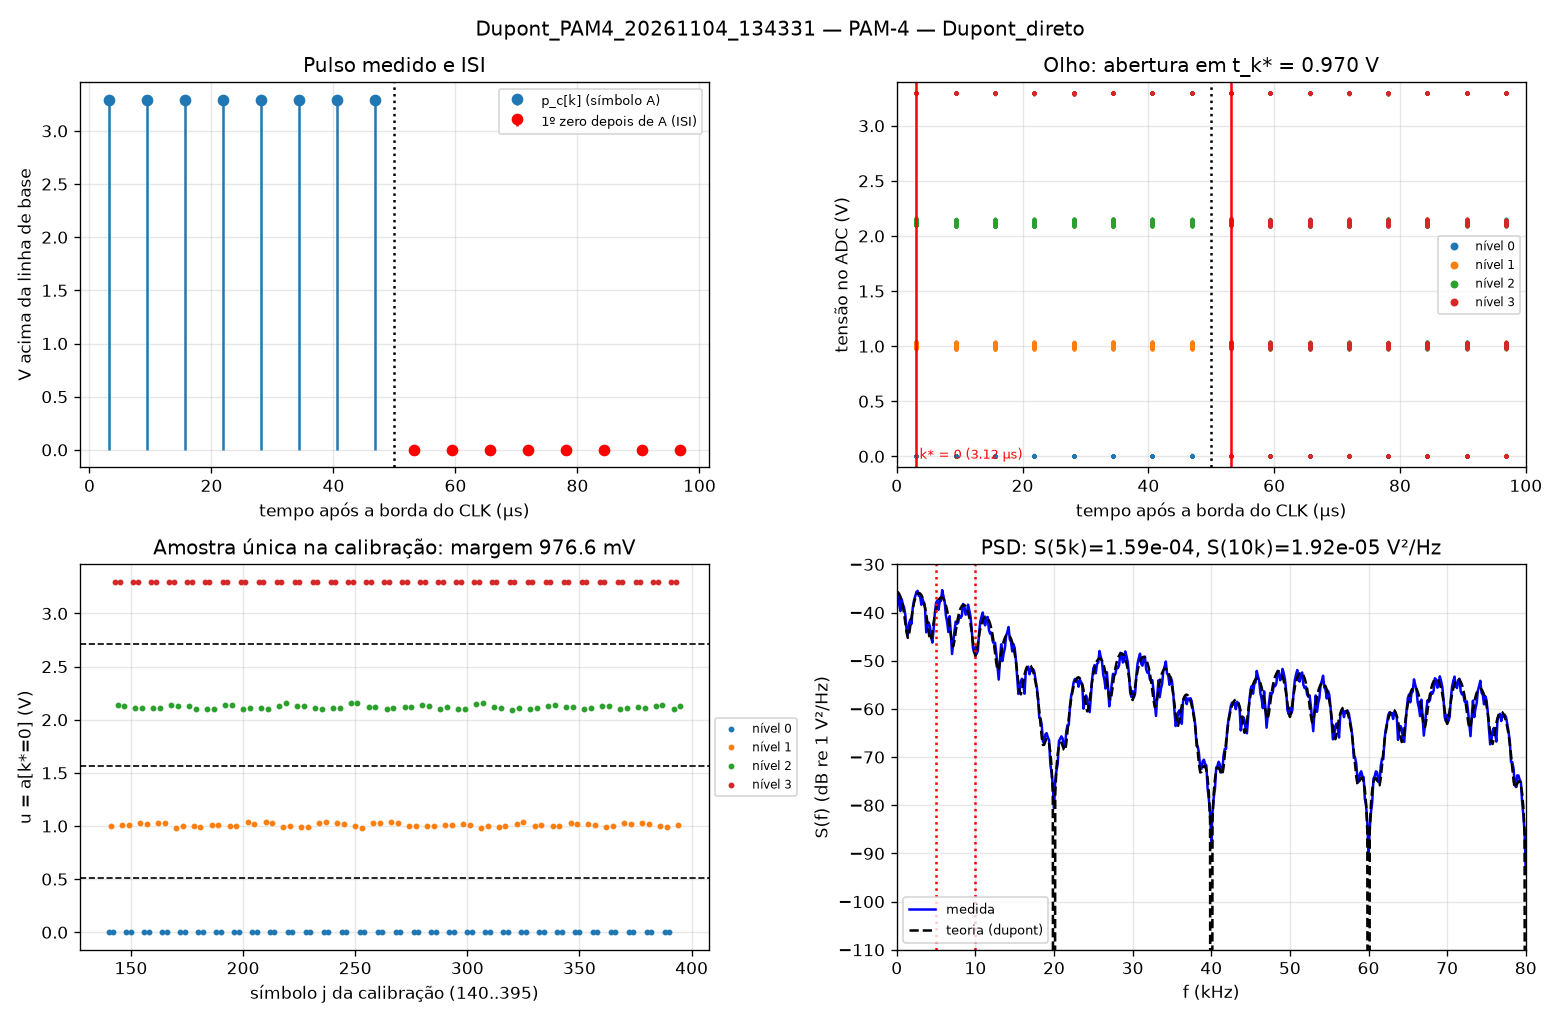 Dupont_PAM4_20261104_134331 — PAM-4 — Dupont_direto
Pulso medido e ISI
V acima da linha de base
3.0
2.5
2.0
1.5
1.0
0.5
0.0
p_c[k] (símbolo A)
1º zero depois de A (ISI)
0 20 40 60 80 100
tempo após a borda do CLK (µs)
Olho: abertura em t_k* = 0.970 V
tensão no ADC (V)
3.0
2.5
2.0
1.5
1.0
0.5
0.0
nível 0
nível 1
nível 2
nível 3
k* = 0 (3.12 µs)
0 20 40 60 80 100
tempo após a borda do CLK (µs)
Amostra única na calibração: margem 976.6 mV
u = a[k*=0] (V)
3.0
2.5
2.0
1.5
1.0
0.5
0.0
nível 0
nível 1
nível 2
nível 3
150 200 250 300 350 400
símbolo j da calibração (140..395)
PSD: S(5k)=1.59e-04, S(10k)=1.92e-05 V²/Hz
S(f) (dB re 1 V²/Hz)
−30
−40
−50
−60
−70
−80
−90
−100
−110
medida
teoria (dupont)
0 10 20 30 40 50 60 70 80
f (kHz)